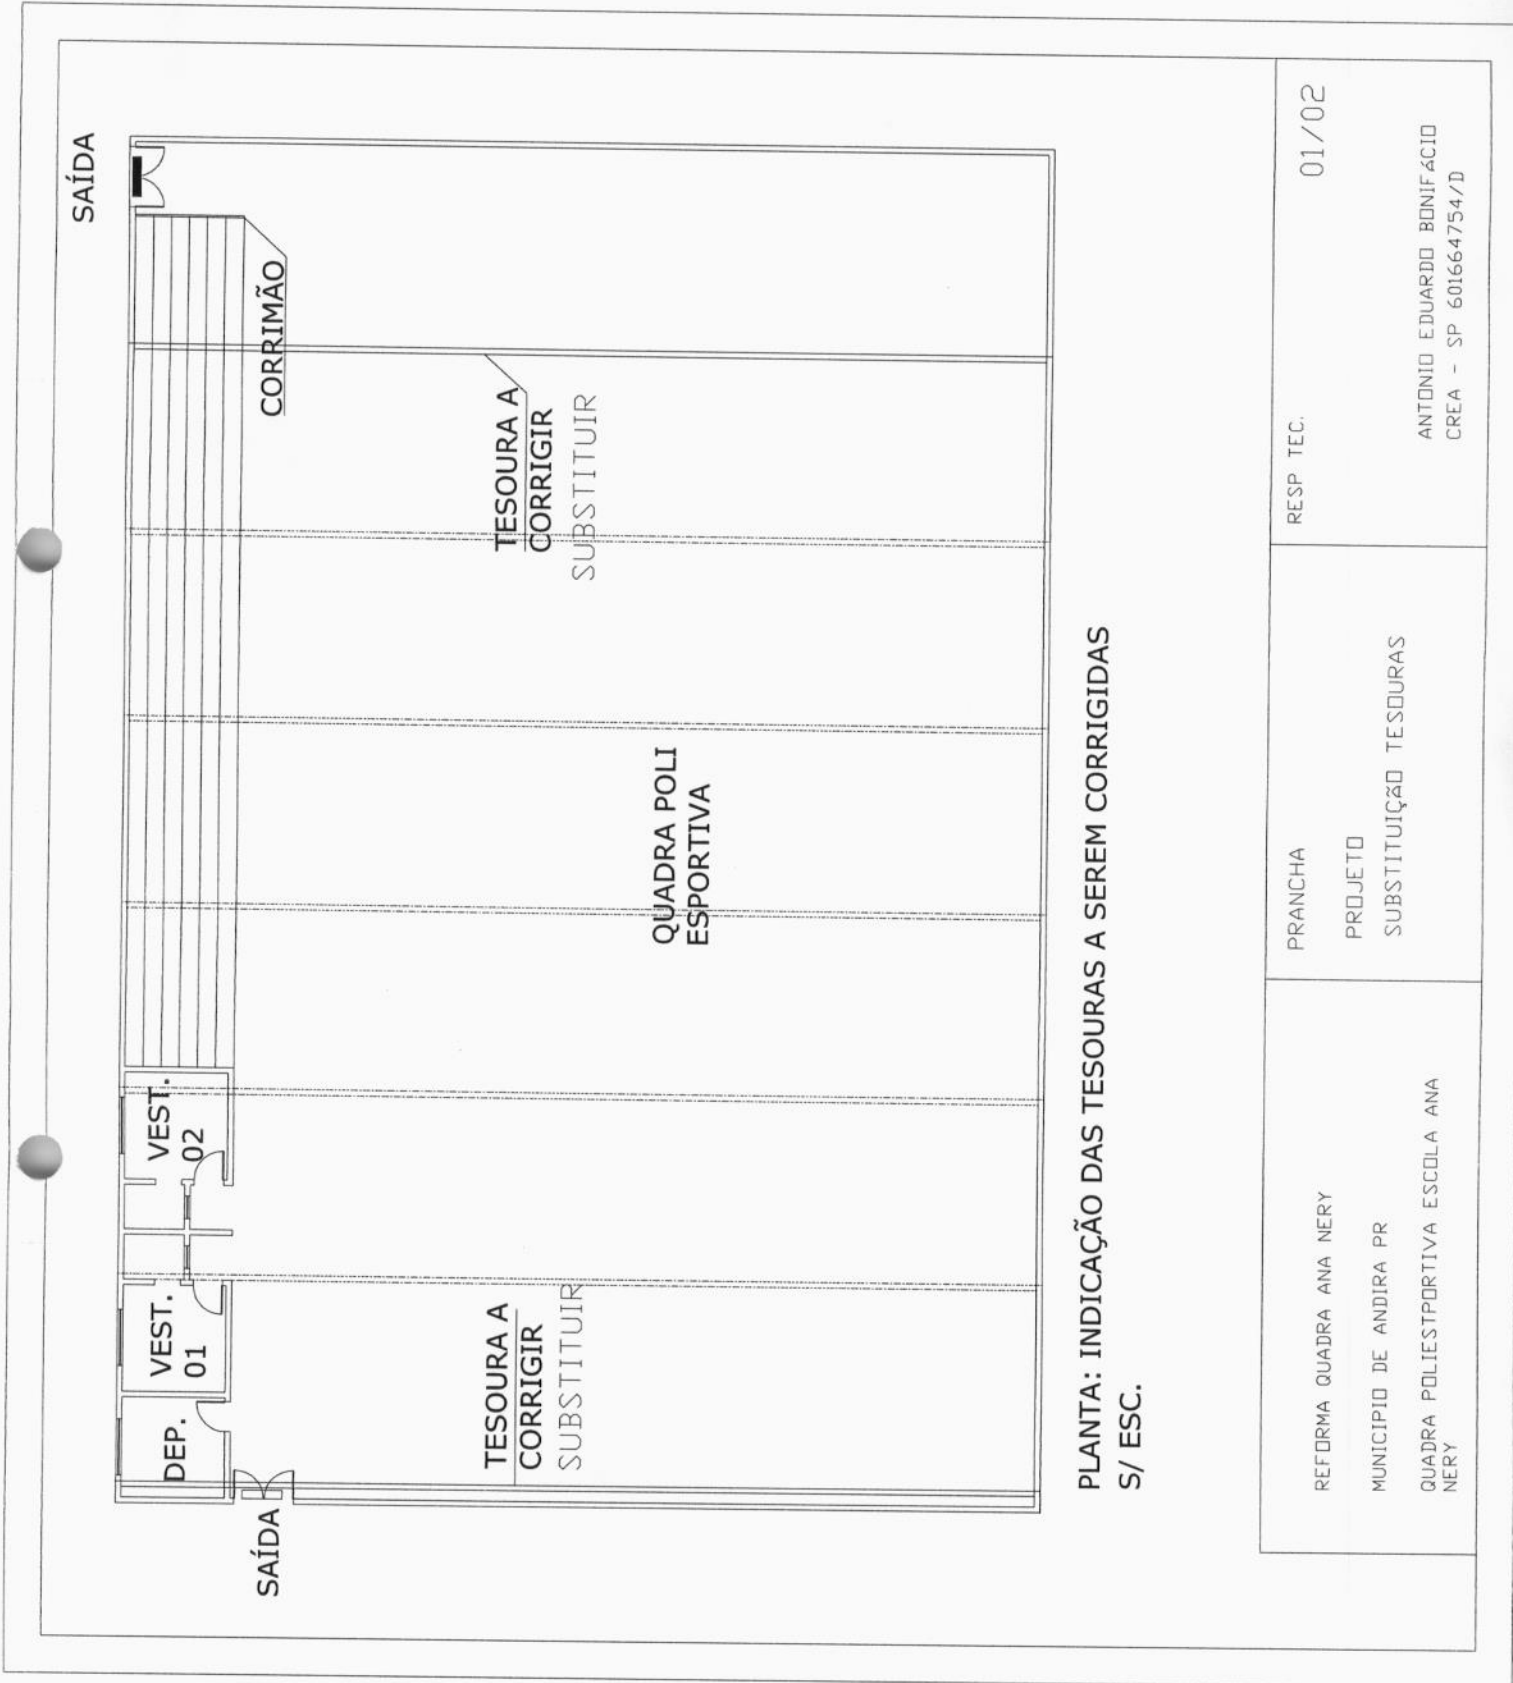 SAÍDA
CORRIMÃO
TESOURA A
CORRIGIR
SUBSTITUIR
QUADRA POLI
ESPORTIVA
VEST.
02
VEST.
01
DEP.
TESOURA A
CORRIGIR
SUBSTITUIR
SAÍDA
PLANTA: INDICAÇÃO DAS TESOURAS A SEREM CORRIGIDAS
S/ ESC.
REFORMA QUADRA ANA NERY
MUNICIPIO DE ANDIRA PR
QUADRA POLIESTPORTIVA ESCOLA ANA
NERY
PRANCHA
PROJETO
SUBSTITUIÇÃO TESOURAS
RESP TEC.
01/02
ANTONIO EDUARDO BONIFÁCIO
CREA - SP 601664754/D